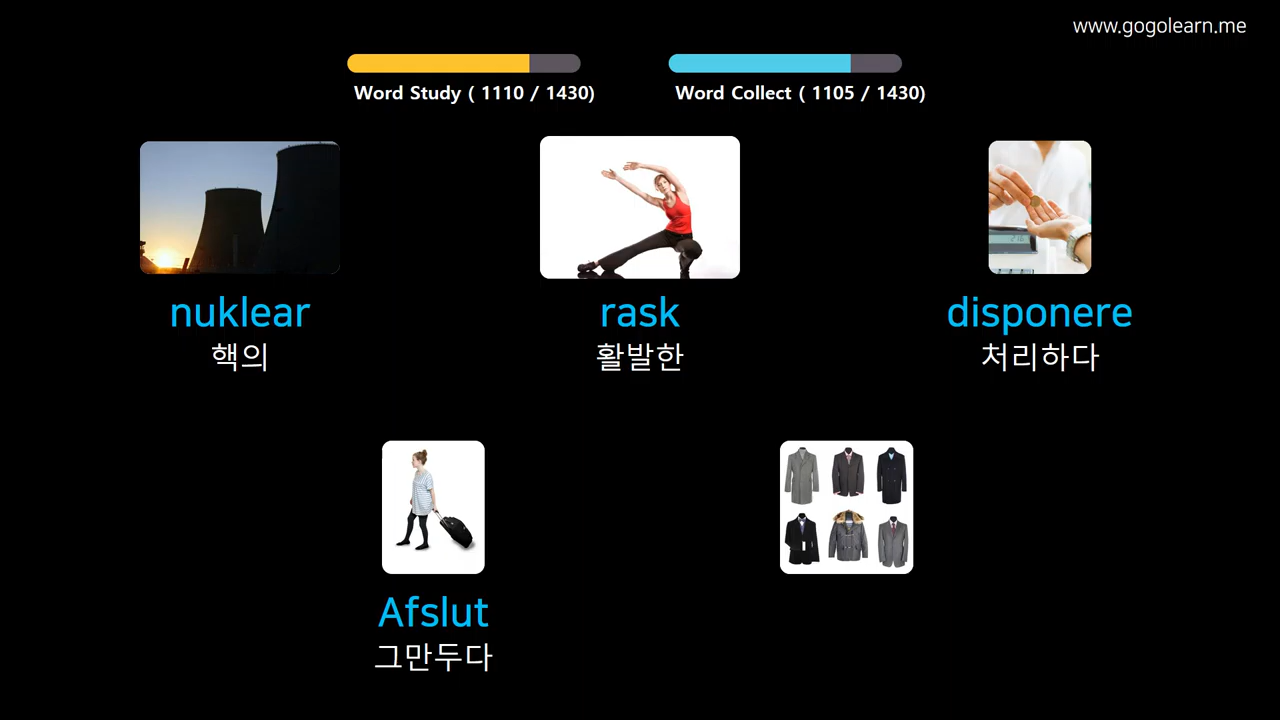 www.gogolearn.me
Word Study ( 1110 / 1430)
Word Collect ( 1105 / 1430)
nuklear
핵의
rask
활발한
disponere
처리하다
Afslut
그만두다